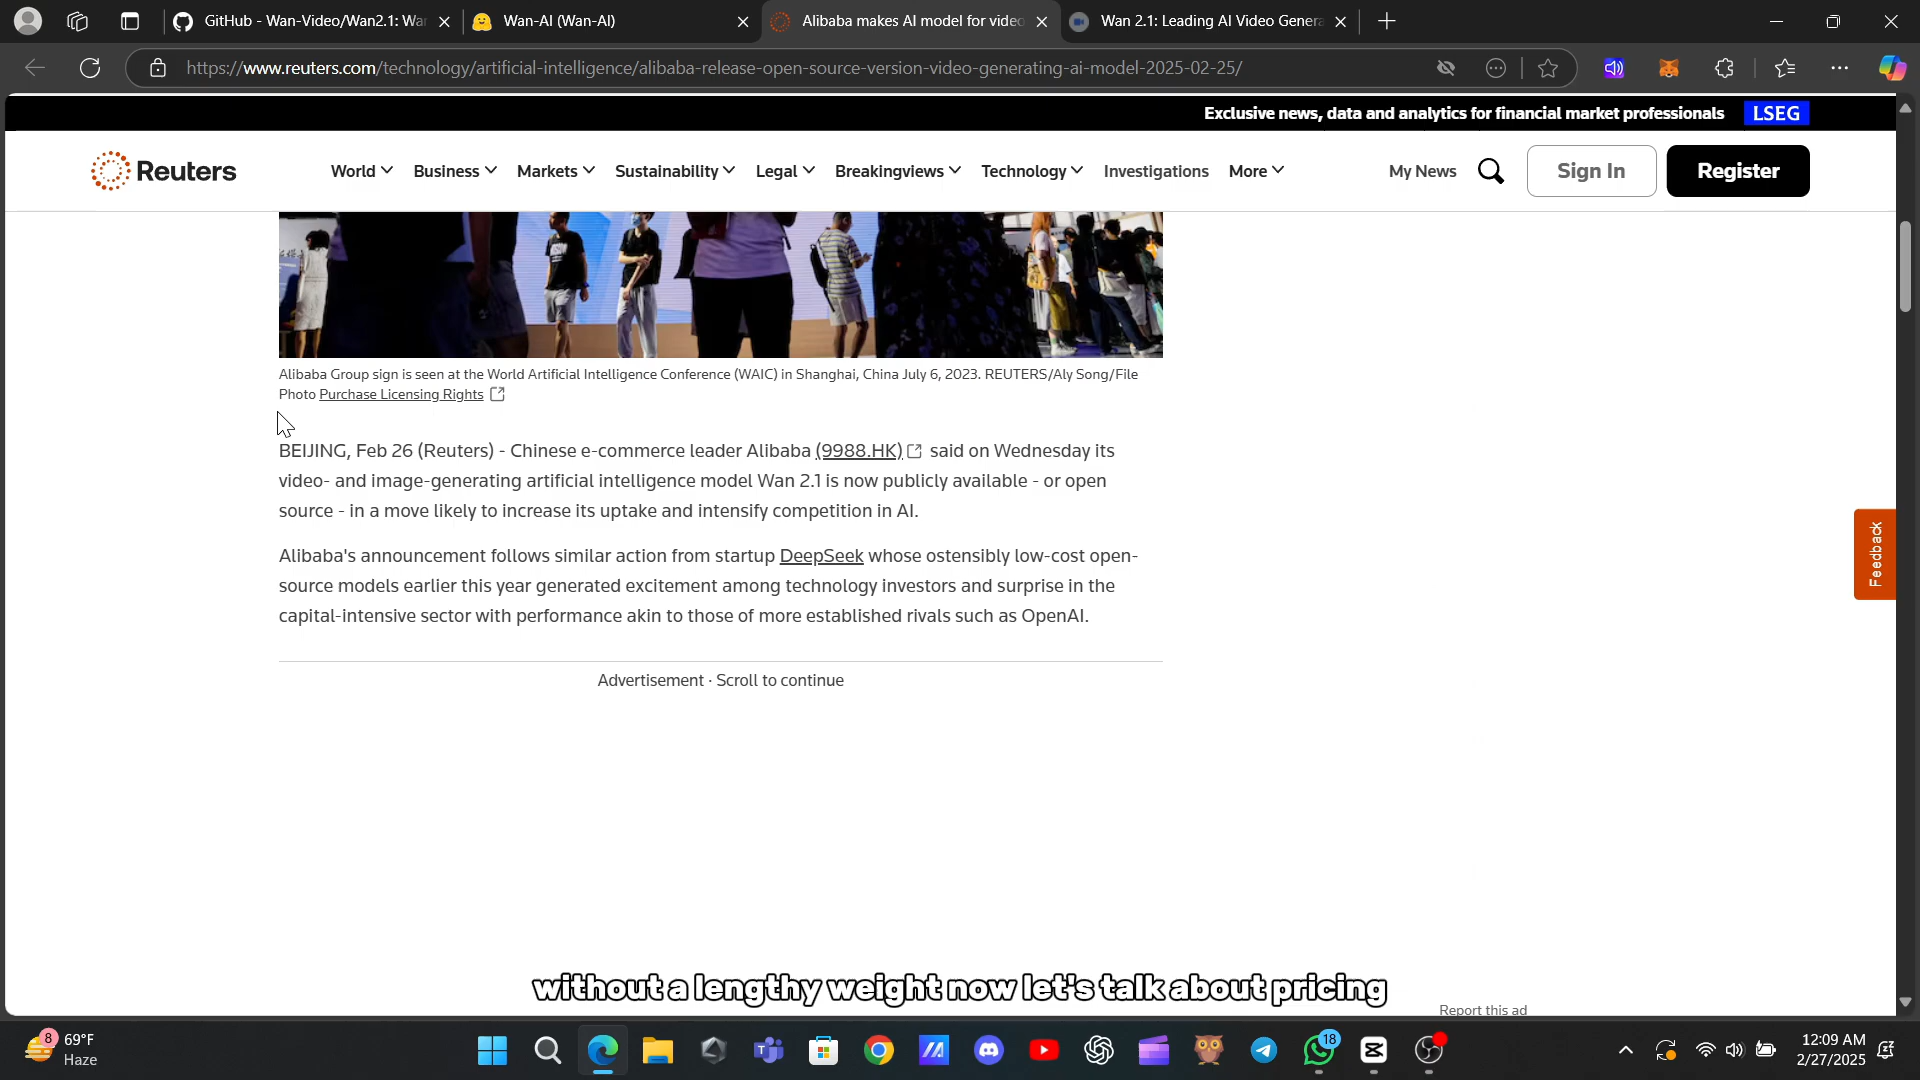 GitHub - Wan-Video/Wan2.1: Wan
Wan-AI (Wan-AI)
Alibaba makes AI model for video
Wan 2.1: Leading AI Video Genera
https://www.reuters.com/technology/artificial-intelligence/alibaba-release-open-source-version-video-generating-ai-model-2025-02-25/
Exclusive news, data and analytics for financial market professionals LSEG
Reuters World Business Markets Sustainability Legal Breakingviews Technology Investigations More My News Sign In Register
Alibaba Group sign is seen at the World Artificial Intelligence Conference (WAIC) in Shanghai, China July 6, 2023. REUTERS/Aly Song/File
Photo Purchase Licensing Rights
BEIJING, Feb 26 (Reuters) - Chinese e-commerce leader Alibaba (9988.HK) said on Wednesday its
video- and image-generating artificial intelligence model Wan 2.1 is now publicly available - or open
source - in a move likely to increase its uptake and intensify competition in AI.
Feedback
Alibaba's announcement follows similar action from startup DeepSeek whose ostensibly low-cost open-
source models earlier this year generated excitement among technology investors and surprise in the
capital-intensive sector with performance akin to those of more established rivals such as OpenAI.
Advertisement · Scroll to continue
without a lengthy weight now let's talk about pricing
Report this ad
8 69°F
Haze
18
12:09 AM
2/27/2025